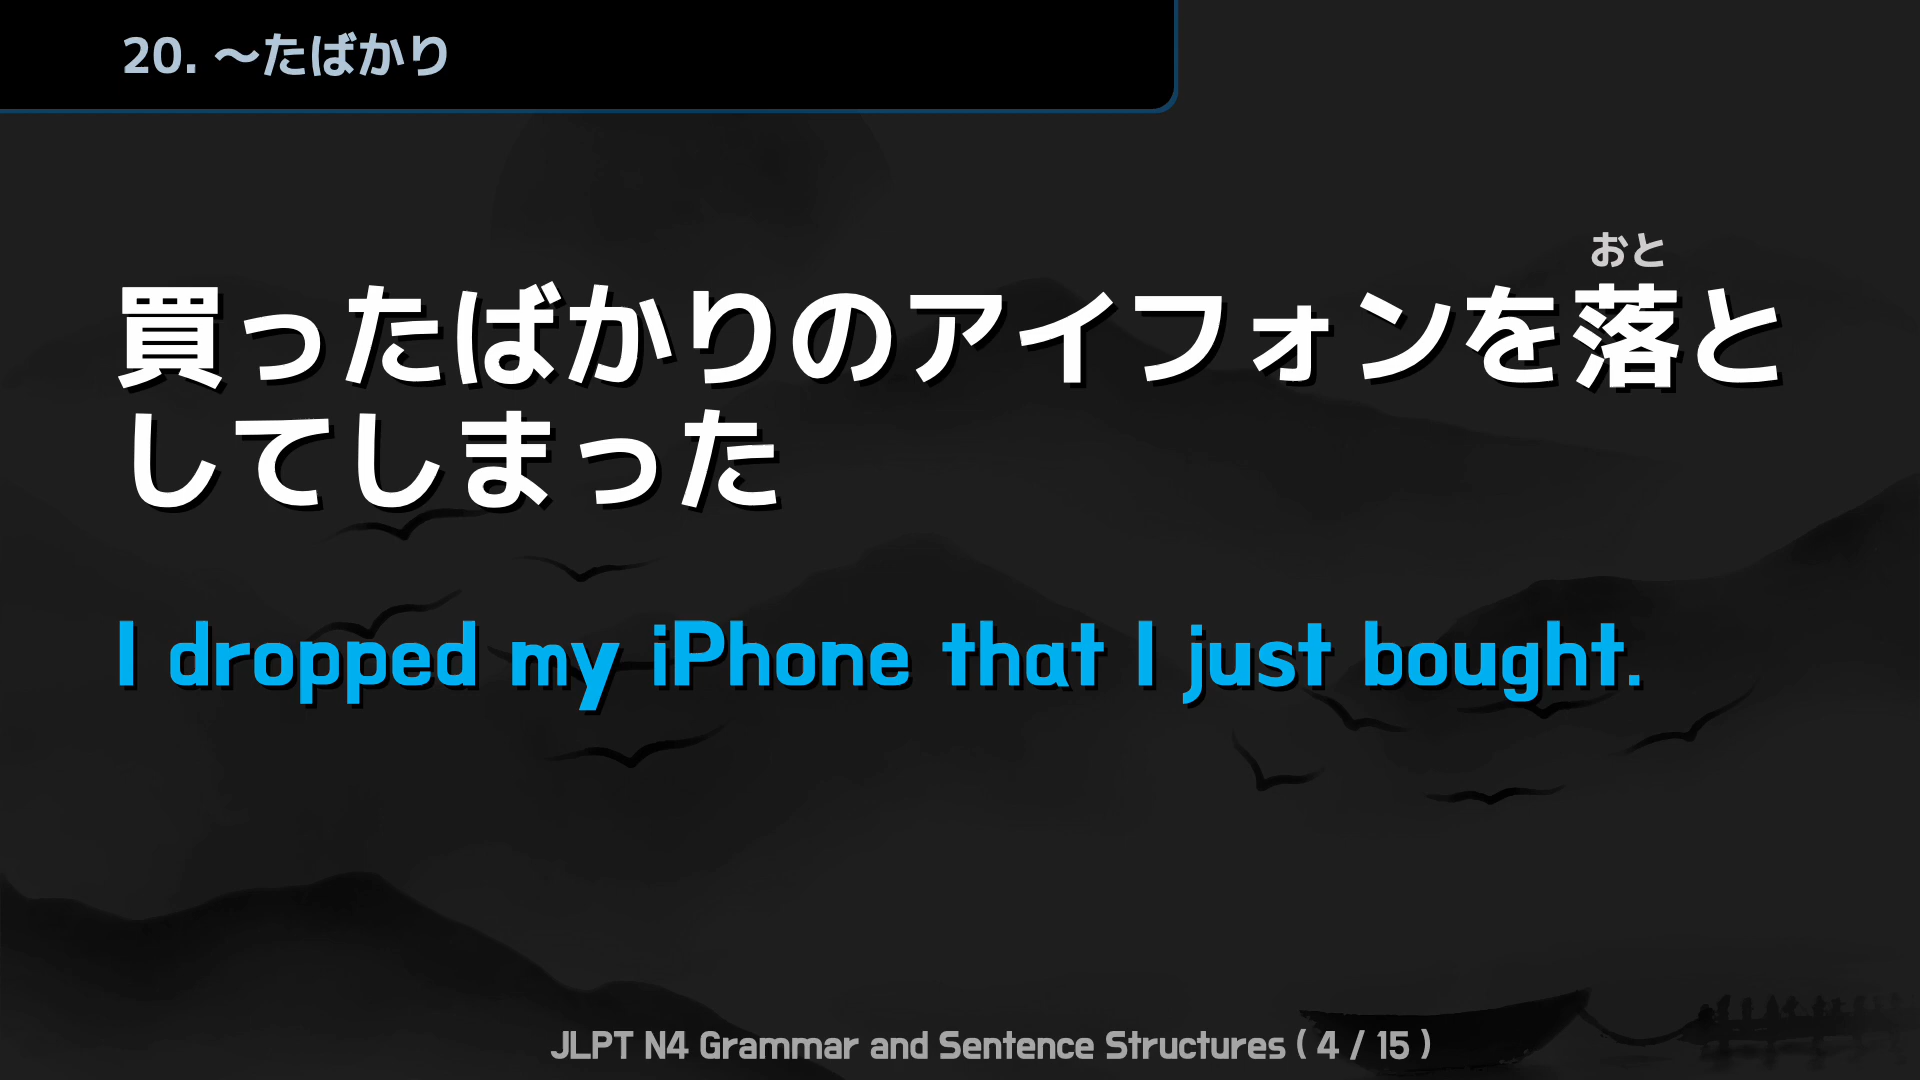 20. ～たばかり
おと
買ったばかりのアイフォンを落と
してしまった
I dropped my iPhone that I just bought.
JLPT N4 Grammar and Sentence Structures ( 4 / 15 )